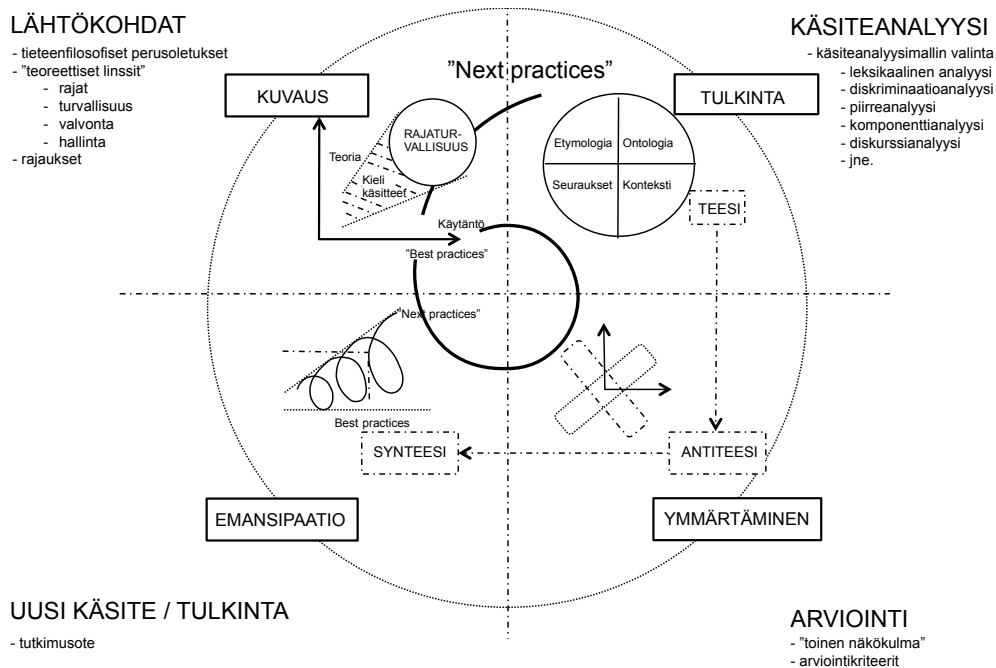 LÄHTÖKOHDAT
- tieteenfilosofiset perusoletukset
- "teoreettiset linssit"
- rajat
- turvallisuus
- valvonta
- hallinta
- rajaukset
KÄSITEANALYYSI
- käsiteanalyysimallin valinta
- leksikaalinen analyysi
- diskriminaatioanalyysi
- piirreanalyysi
- komponenttianalyysi
- diskurssianalyysi
- jne.
KUVAUS
"Next practices"
TULKINTA
RAJATUR-
VALLISUUS
Teoria
Kieli
käsitteet
Käytäntö
"Best practices"
Etymologia
Ontologia
Seuraukset
Konteksti
TEESI
"Next practices"
Best practices
SYNTEESI
ANTITEESI
EMANSIPAATIO
YMMÄRTÄMINEN
UUSI KÄSITE / TULKINTA
- tutkimusote
ARVIOINTI
- "toinen näkökulma"
- arviointikriteerit